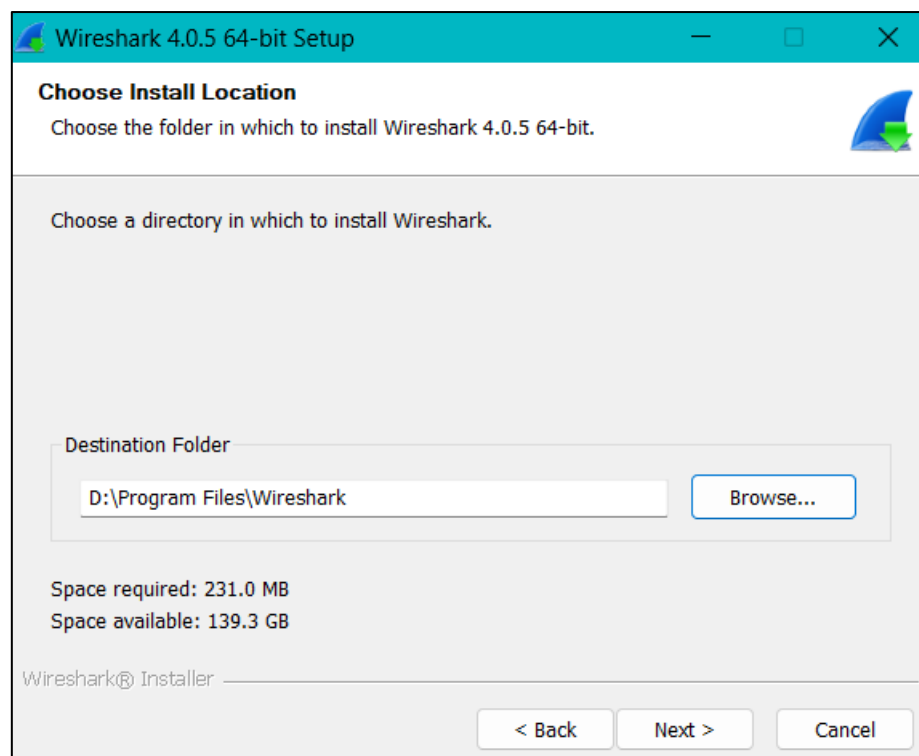 Wireshark 4.0.5 64-bit Setup
Choose Install Location
Choose the folder in which to install Wireshark 4.0.5 64-bit.
Choose a directory in which to install Wireshark.
Destination Folder
D:\Program Files\Wireshark
Browse...
Space required: 231.0 MB
Space available: 139.3 GB
Wireshark® Installer
< Back Next > Cancel